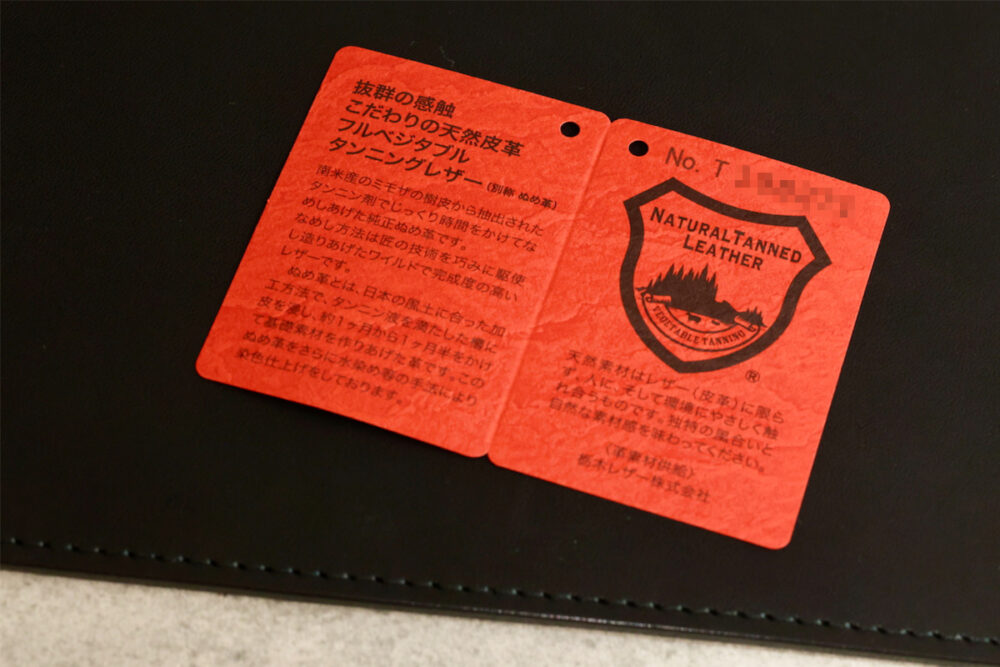 抜群の感触
こだわりの天然皮革
フルベジタブル
タンニングレザー(別称 ぬめ革)
南米産のミモザの樹皮から抽出された
タンニン剤でじっくり時間をかけてな
めしあげた純正ぬめ革です。
なめし方法は匠の技術を巧みに駆使
し造りあげたワイルドで完成度の高い
レザーです。
ぬめ革とは、日本の風土に合った加
工方法で、タンニン液を満たした槽に
皮を浸し、約1ヶ月から1ヶ月半をかけ
て基礎素材を作りあげた革です。この
ぬめ革をさらに水染め等の手法により
染色仕上げをしております。
No. T
NATURALTANNED
LEATHER
VEGETABLE TANNING
®
天然素材はレザー(皮革)に限ら
ず、人に、そして環境にやさしく触
れ合うものです。独特の風合いと
自然な素材感を味わってください。
〈革素材供給〉
栃木レザー株式会社